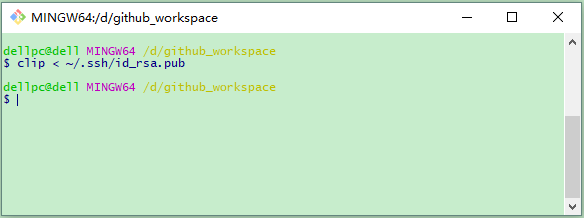 MINGW64:/d/github_workspace
dellpc@dell MINGW64 /d/github_workspace
$ clip < ~/.ssh/id_rsa.pub
dellpc@dell MINGW64 /d/github_workspace
$